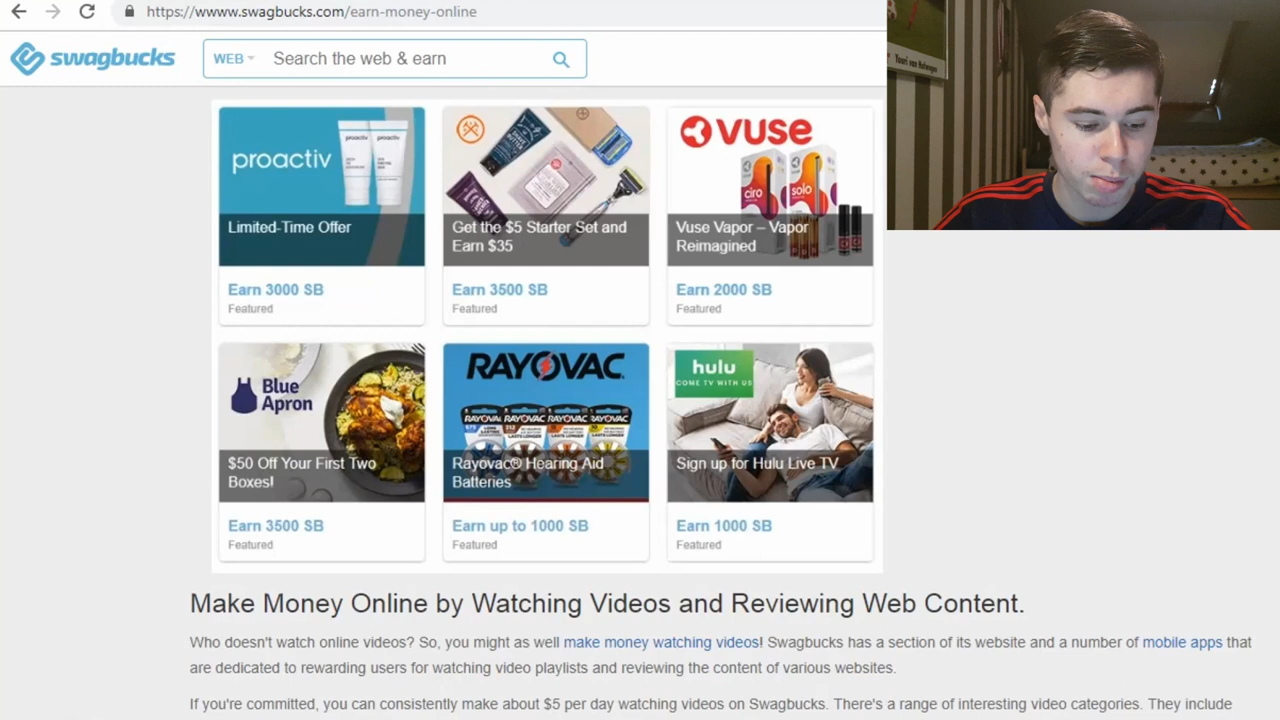 https://wwww.swagbucks.com/earn-money-online
swagbucks
WEB
Search the web & earn
proactiv
Limited-Time Offer
Earn 3000 SB
Featured
Get the $5 Starter Set and
Earn $35
Earn 3500 SB
Featured
VUSE
ciro
solo
Vuse Vapor – Vapor
Reimagined
Earn 2000 SB
Featured
Blue
Apron
$50 Off Your First Two
Boxes!
Earn 3500 SB
Featured
RAYOVAC
RAYOVAC RAYOVAC RAYOVAC RAYOVAC
Rayovac® Hearing Aid
Batteries
Earn up to 1000 SB
Featured
hulu
COME TV WITH US
Sign up for Hulu Live TV
Earn 1000 SB
Featured
Make Money Online by Watching Videos and Reviewing Web Content.
Who doesn't watch online videos? So, you might as well make money watching videos! Swagbucks has a section of its website and a number of mobile apps that
are dedicated to rewarding users for watching video playlists and reviewing the content of various websites.
If you're committed, you can consistently make about $5 per day watching videos on Swagbucks. There's a range of interesting video categories. They include